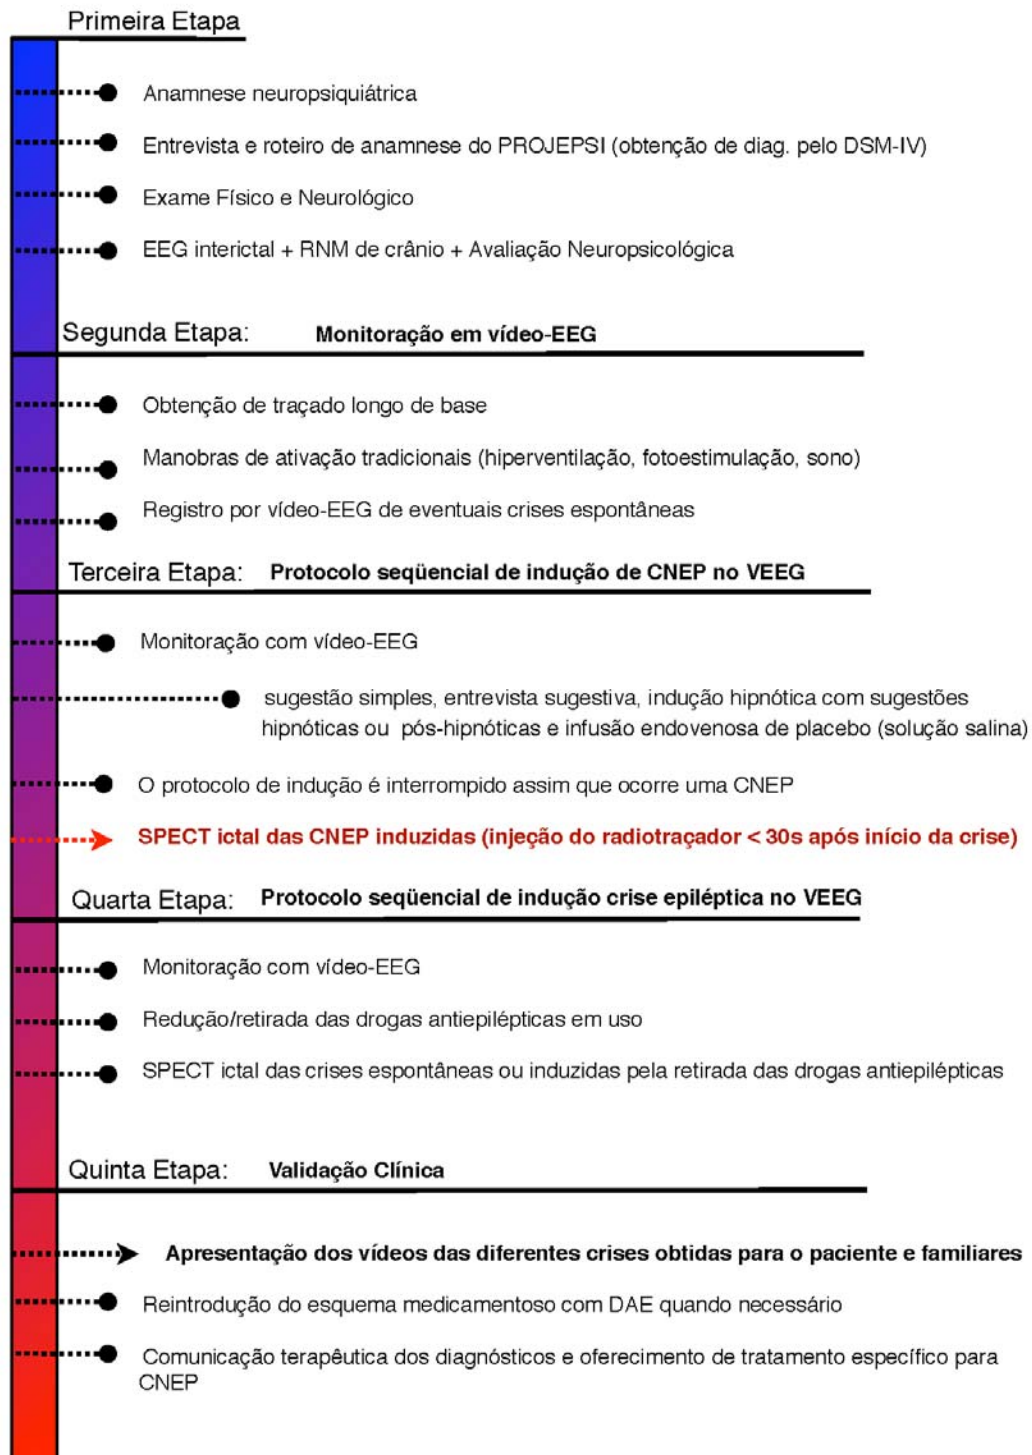 Primeira Etapa
Anamnese neuropsiquiátrica
Entrevista e roteiro de anamnese do PROJEPSI (obtenção de diag. pelo DSM-IV)
Exame Físico e Neurológico
EEG interictal + RNM de crânio + Avaliação Neuropsicológica
Segunda Etapa: Monitoração em vídeo-EEG
Obtenção de traçado longo de base
Manobras de ativação tradicionais (hiperventilação, fotoestimulação, sono)
Registro por vídeo-EEG de eventuais crises espontâneas
Terceira Etapa: Protocolo seqüencial de indução de CNEP no VEEG
Monitoração com vídeo-EEG
sugestão simples, entrevista sugestiva, indução hipnótica com sugestões
hipnóticas ou pós-hipnóticas e infusão endovenosa de placebo (solução salina)
O protocolo de indução é interrompido assim que ocorre uma CNEP
SPECT ictal das CNEP induzidas (injeção do radiotraçador < 30s após início da crise)
Quarta Etapa: Protocolo seqüencial de indução crise epiléptica no VEEG
Monitoração com vídeo-EEG
Redução/retirada das drogas antiepilépticas em uso
SPECT ictal das crises espontâneas ou induzidas pela retirada das drogas antiepilépticas
Quinta Etapa: Validação Clínica
Apresentação dos vídeos das diferentes crises obtidas para o paciente e familiares
Reintrodução do esquema medicamentoso com DAE quando necessário
Comunicação terapêutica dos diagnósticos e oferecimento de tratamento específico para
CNEP